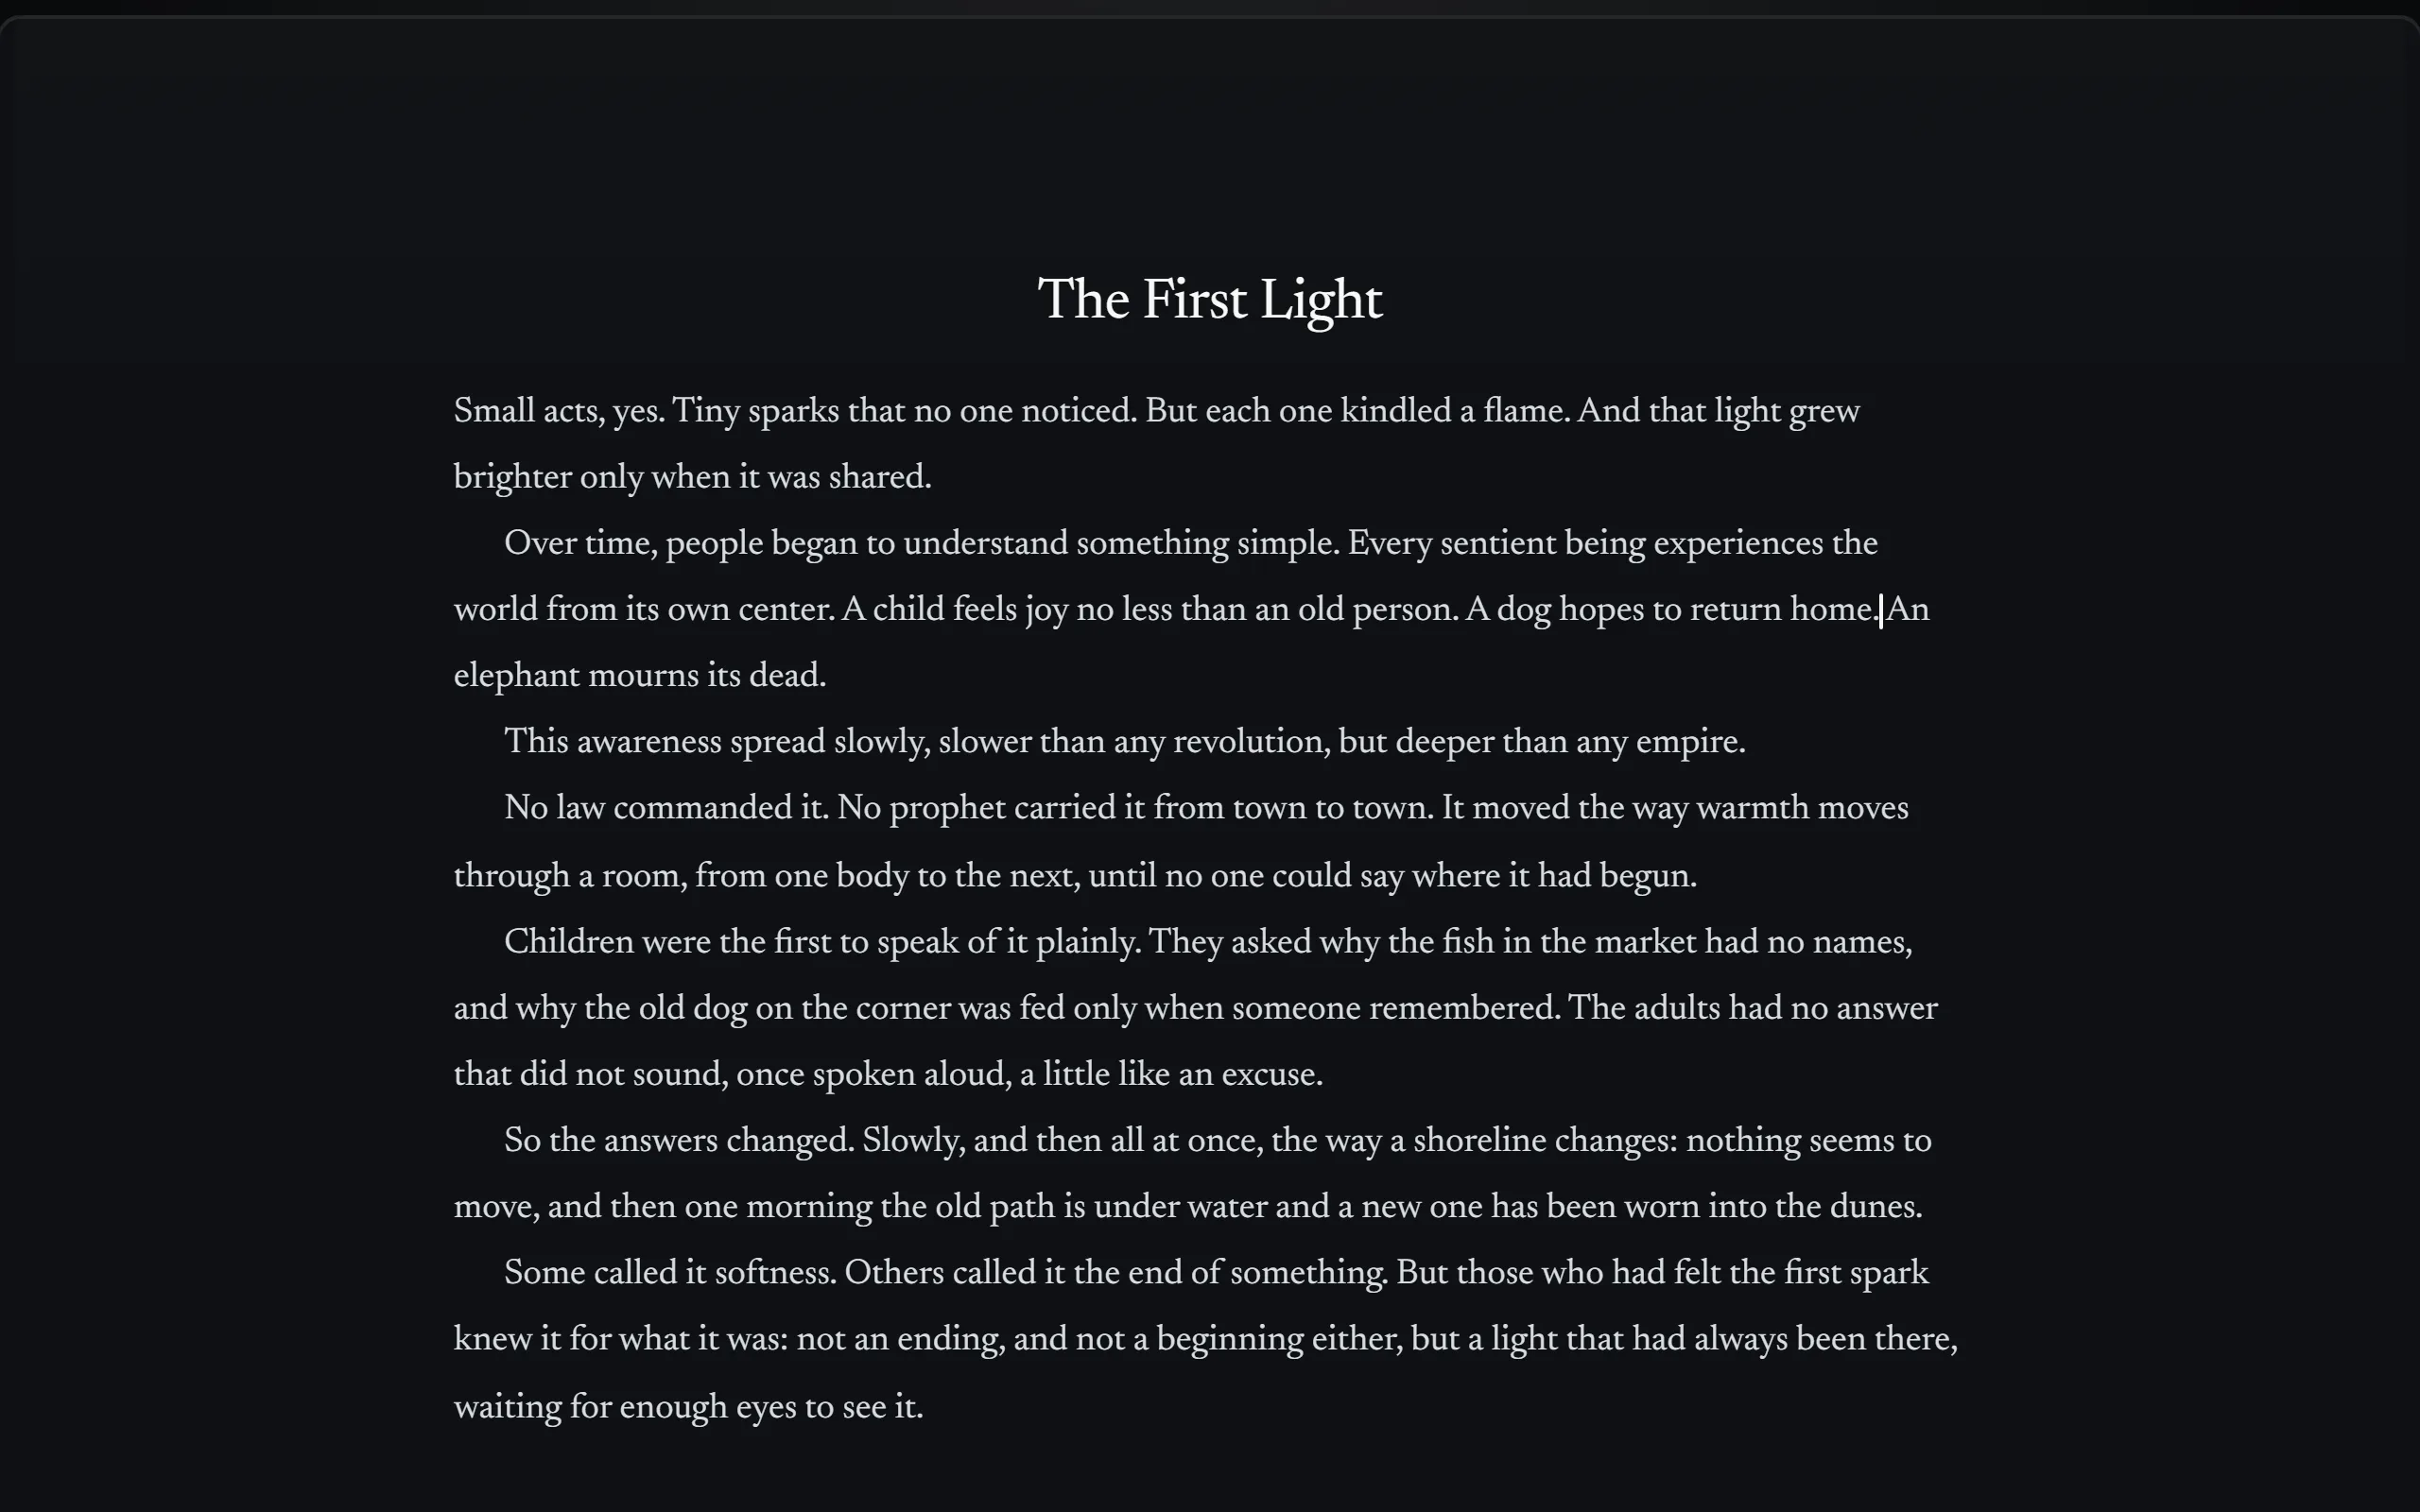 The First Light
Small acts, yes. Tiny sparks that no one noticed. But each one kindled a flame. And that light grew
brighter only when it was shared.
Over time, people began to understand something simple. Every sentient being experiences the
world from its own center. A child feels joy no less than an old person. A dog hopes to return home. An
elephant mourns its dead.
This awareness spread slowly, slower than any revolution, but deeper than any empire.
No law commanded it. No prophet carried it from town to town. It moved the way warmth moves
through a room, from one body to the next, until no one could say where it had begun.
Children were the first to speak of it plainly. They asked why the fish in the market had no names,
and why the old dog on the corner was fed only when someone remembered. The adults had no answer
that did not sound, once spoken aloud, a little like an excuse.
So the answers changed. Slowly, and then all at once, the way a shoreline changes: nothing seems to
move, and then one morning the old path is under water and a new one has been worn into the dunes.
Some called it softness. Others called it the end of something. But those who had felt the first spark
knew it for what it was: not an ending, and not a beginning either, but a light that had always been there,
waiting for enough eyes to see it.